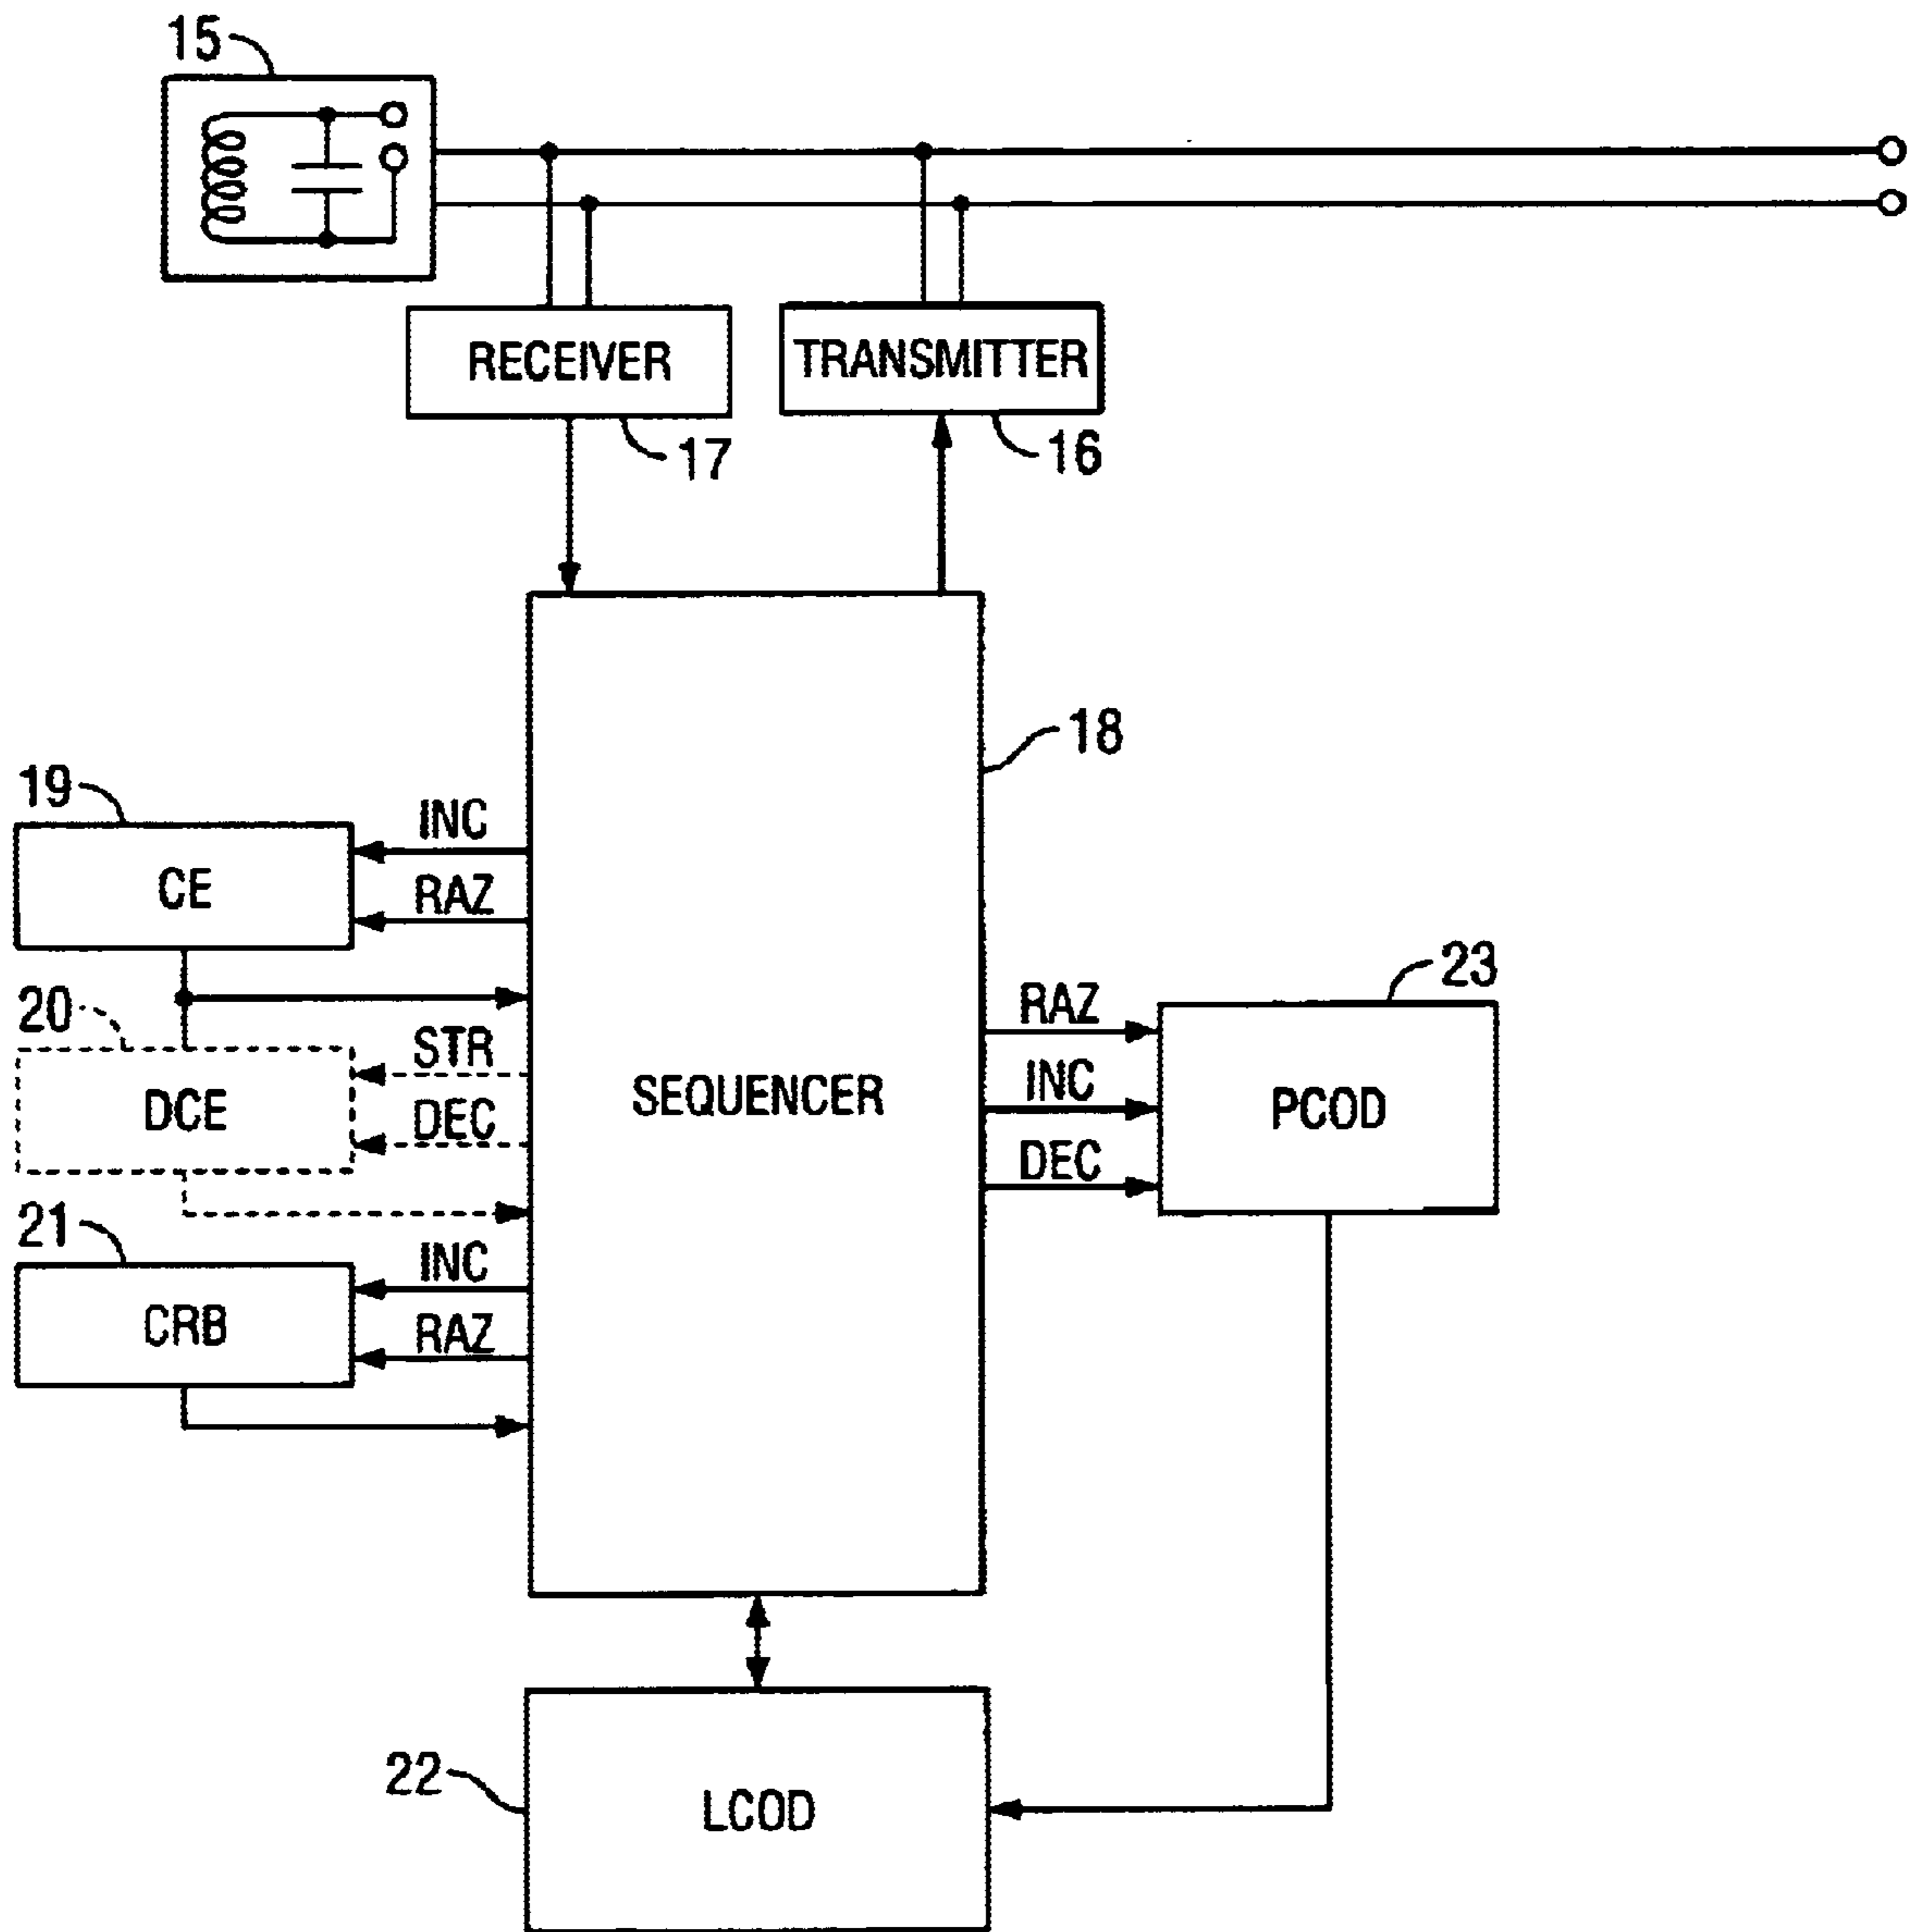 15
RECEIVER
TRANSMITTER
17
16
18
19
INC
CE
RAZ
23
20
RAZ
STR
SEQUENCER
INC
PCOD
DCE
DEC
DEC
21
INC
CRB
RAZ
22
LCOD